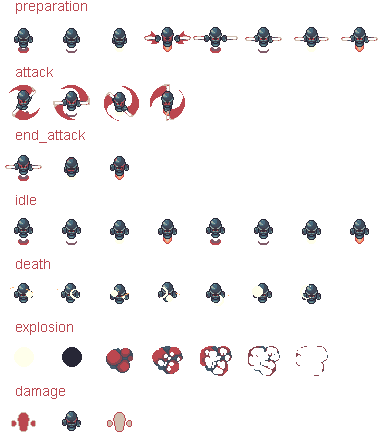 preparation
attack
end_attack
idle
death
explosion
damage